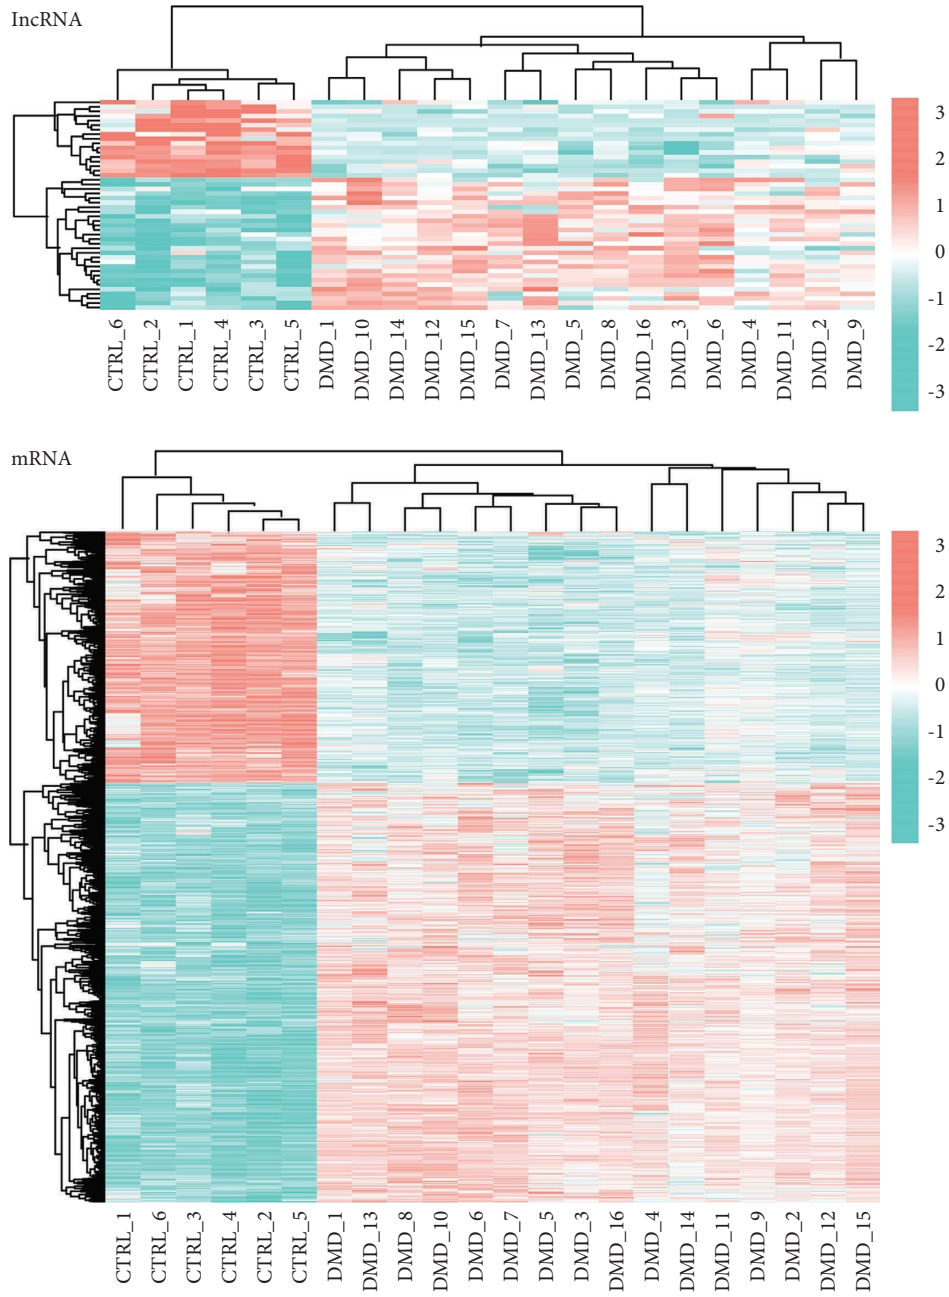 lncRNA
3
2
1
0
-1
-2
-3
CTRL_6
CTRL_2
CTRL_1
CTRL_4
CTRL_3
CTRL_5
DMD_1
DMD_10
DMD_14
DMD_12
DMD_15
DMD_7
DMD_13
DMD_5
DMD_8
DMD_16
DMD_3
DMD_6
DMD_4
DMD_11
DMD_2
DMD_9
mRNA
3
2
1
0
-1
-2
-3
CTRL_1
CTRL_6
CTRL_3
CTRL_4
CTRL_2
CTRL_5
DMD_1
DMD_13
DMD_8
DMD_10
DMD_6
DMD_7
DMD_5
DMD_3
DMD_16
DMD_4
DMD_14
DMD_11
DMD_9
DMD_2
DMD_12
DMD_15